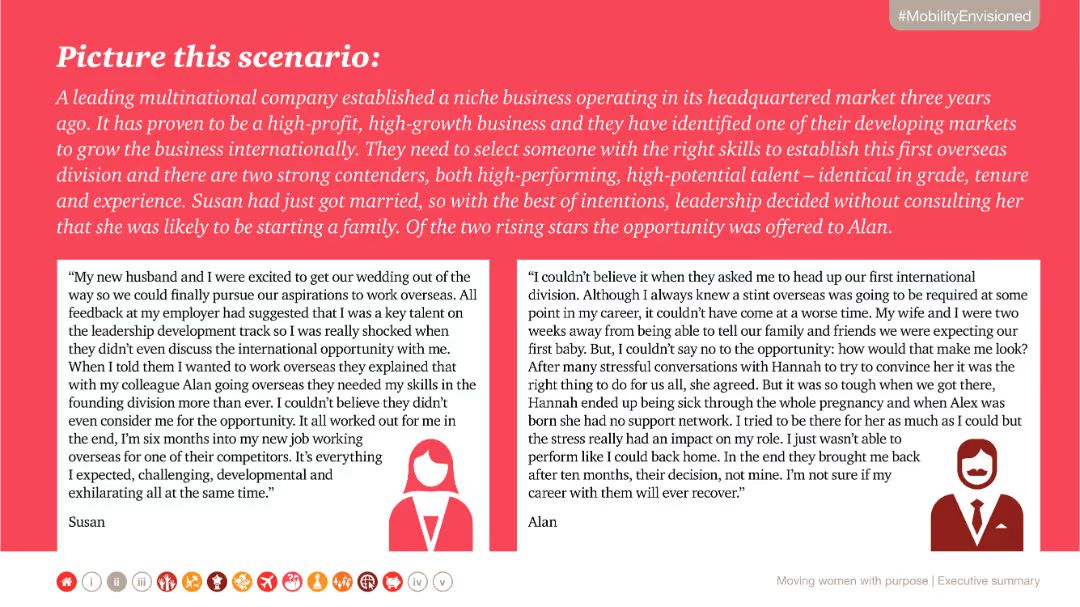 #MobilityEnvisioned
Picture this scenario:
A leading multinational company established a niche business operating in its headquartered market three years
ago. It has proven to be a high-profit, high-growth business and they have identified one of their developing markets
to grow the business internationally. They need to select someone with the right skills to establish this first overseas
division and there are two strong contenders, both high-performing, high-potential talent – identical in grade, tenure
and experience. Susan had just got married, so with the best of intentions, leadership decided without consulting her
that she was likely to be starting a family. Of the two rising stars the opportunity was offered to Alan.
“My new husband and I were excited to get our wedding out of the
way so we could finally pursue our aspirations to work overseas. All
feedback at my employer had suggested that I was a key talent on
the leadership development track so I was really shocked when
they didn’t even discuss the international opportunity with me.
When I told them I wanted to work overseas they explained that
with my colleague Alan going overseas they needed my skills in the
founding division more than ever. I couldn’t believe they didn’t
even consider me for the opportunity. It all worked out for me in
the end, I’m six months into my new job working
overseas for one of their competitors. It’s everything
I expected, challenging, developmental and
exhilarating all at the same time.”
Susan
“I couldn’t believe it when they asked me to head up our first international
division. Although I always knew a stint overseas was going to be required at some
point in my career, it couldn’t have come at a worse time. My wife and I were two
weeks away from being able to tell our family and friends we were expecting our
first baby. But, I couldn’t say no to the opportunity: how would that make me look?
After many stressful conversations with Hannah to try to convince her it was the
right thing to do for us all, she agreed. But it was so tough when we got there,
Hannah ended up being sick through the whole pregnancy and when Alex was
born she had no support network. I tried to be there for her as much as I could but
the stress really had an impact on my role. I just wasn’t able to
perform like I could back home. In the end they brought me back
after ten months, their decision, not mine. I’m not sure if my
career with them will ever recover.”
Alan
i ii iii iv v
Moving women with purpose | Executive summary